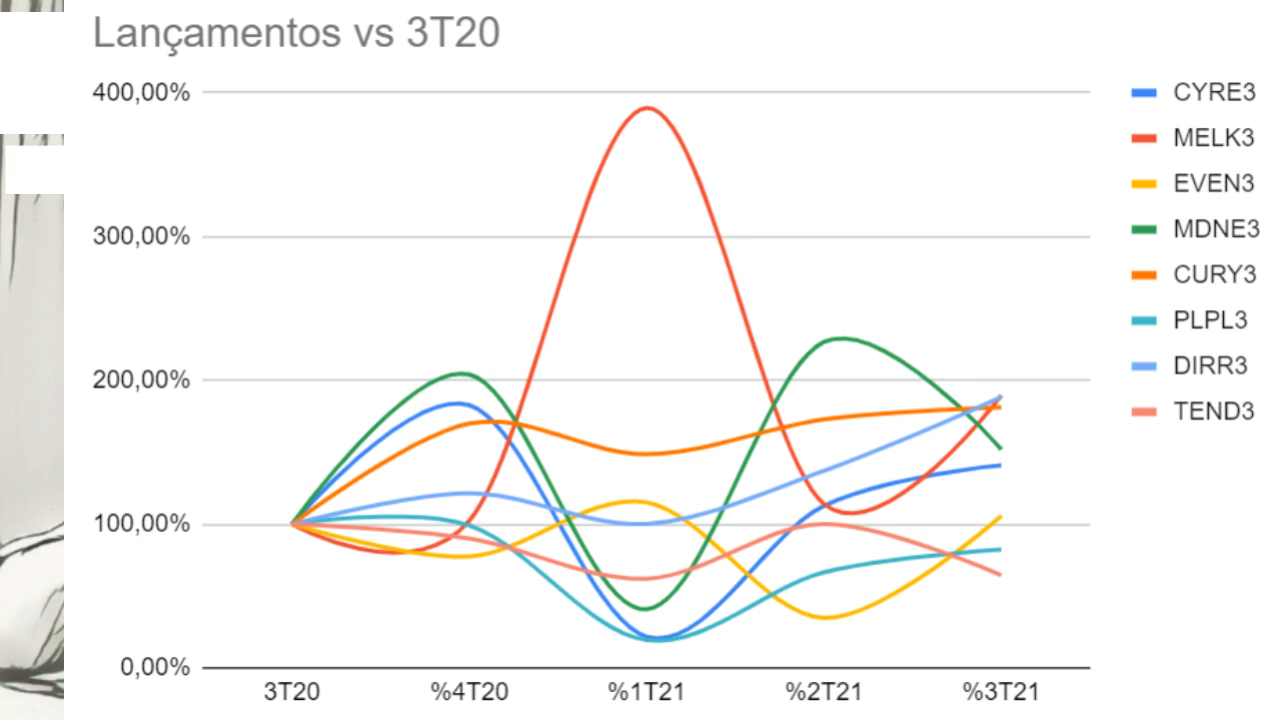 Lançamentos vs 3T20
400,00%
300,00%
200,00%
100,00%
0,00%
3T20 %4T20 %1T21 %2T21 %3T21
CYRE3
MELK3
EVEN3
MDNE3
CURY3
PLPL3
DIRR3
TEND3